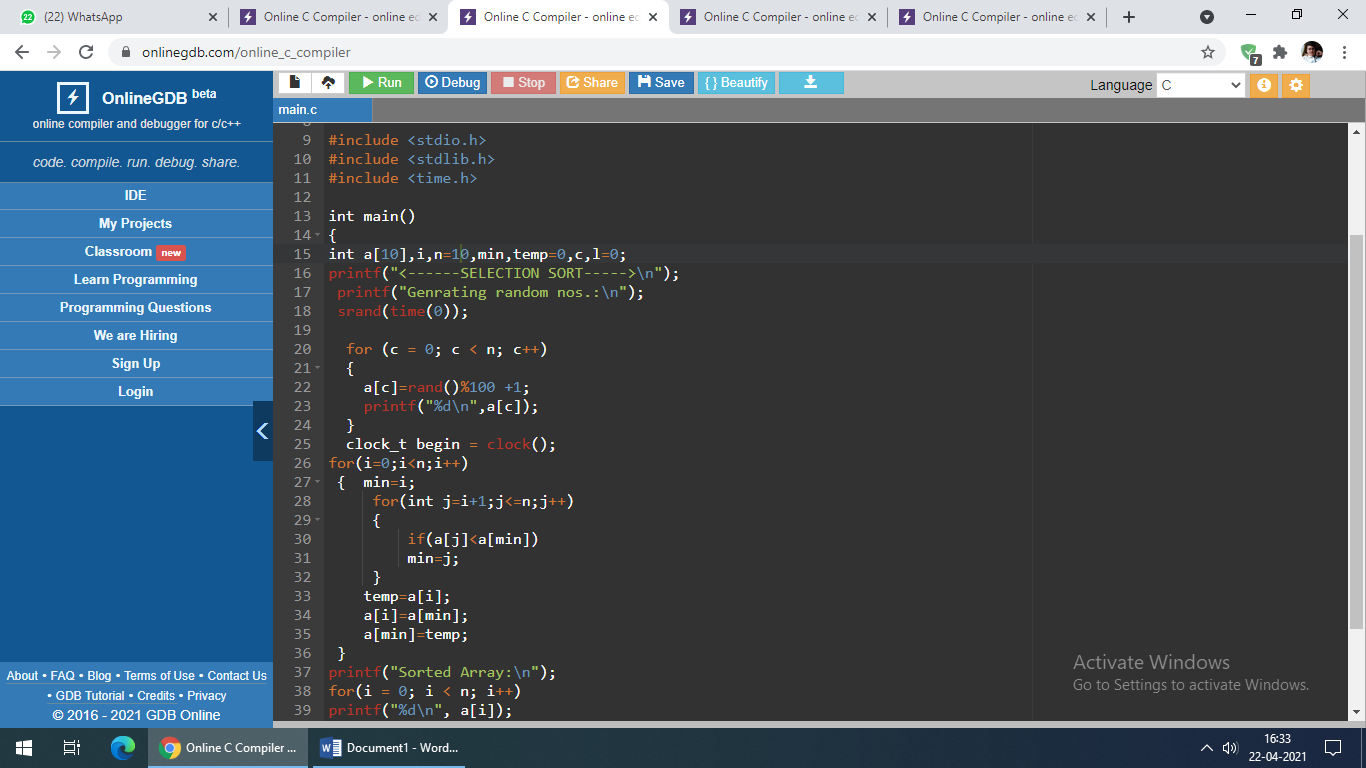 (22) WhatsApp
Online C Compiler - online ec
Online C Compiler - online ec
Online C Compiler - online ec
Online C Compiler - online ec
onlinegdb.com/online_c_compiler
7
OnlineGDB beta
online compiler and debugger for c/c++
code. compile. run. debug. share.
IDE
My Projects
Classroom new
Learn Programming
Programming Questions
We are Hiring
Sign Up
Login
About • FAQ • Blog • Terms of Use • Contact Us
• GDB Tutorial • Credits • Privacy
© 2016 - 2021 GDB Online
Run Debug Stop Share Save { } Beautify
Language C
main.c
9 #include <stdio.h>
10 #include <stdlib.h>
11 #include <time.h>
12
13 int main()
14 {
15 int a[10],i,n=10,min,temp=0,c,l=0;
16 printf("<------SELECTION SORT----->\n");
17 printf("Genrating random nos.:\n");
18 srand(time(0));
19
20 for (c = 0; c < n; c++)
21 {
22 a[c]=rand()%100 +1;
23 printf("%d\n",a[c]);
24 }
25 clock_t begin = clock();
26 for(i=0;i<n;i++)
27 { min=i;
28 for(int j=i+1;j<=n;j++)
29 {
30 if(a[j]<a[min])
31 min=j;
32 }
33 temp=a[i];
34 a[i]=a[min];
35 a[min]=temp;
36 }
37 printf("Sorted Array:\n");
38 for(i = 0; i < n; i++)
39 printf("%d\n", a[i]);
Activate Windows
Go to Settings to activate Windows.
Online C Compiler ...
Document1 - Word...
16:33
22-04-2021